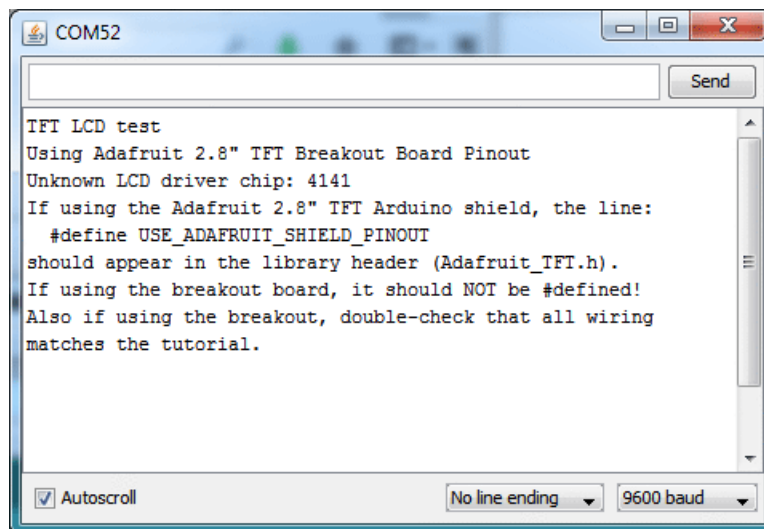 COM52
Send
TFT LCD test
Using Adafruit 2.8" TFT Breakout Board Pinout
Unknown LCD driver chip: 4141
If using the Adafruit 2.8" TFT Arduino shield, the line:
  #define USE_ADAFRUIT_SHIELD_PINOUT
should appear in the library header (Adafruit_TFT.h).
If using the breakout board, it should NOT be #defined!
Also if using the breakout, double-check that all wiring
matches the tutorial.
Autoscroll
No line ending
9600 baud